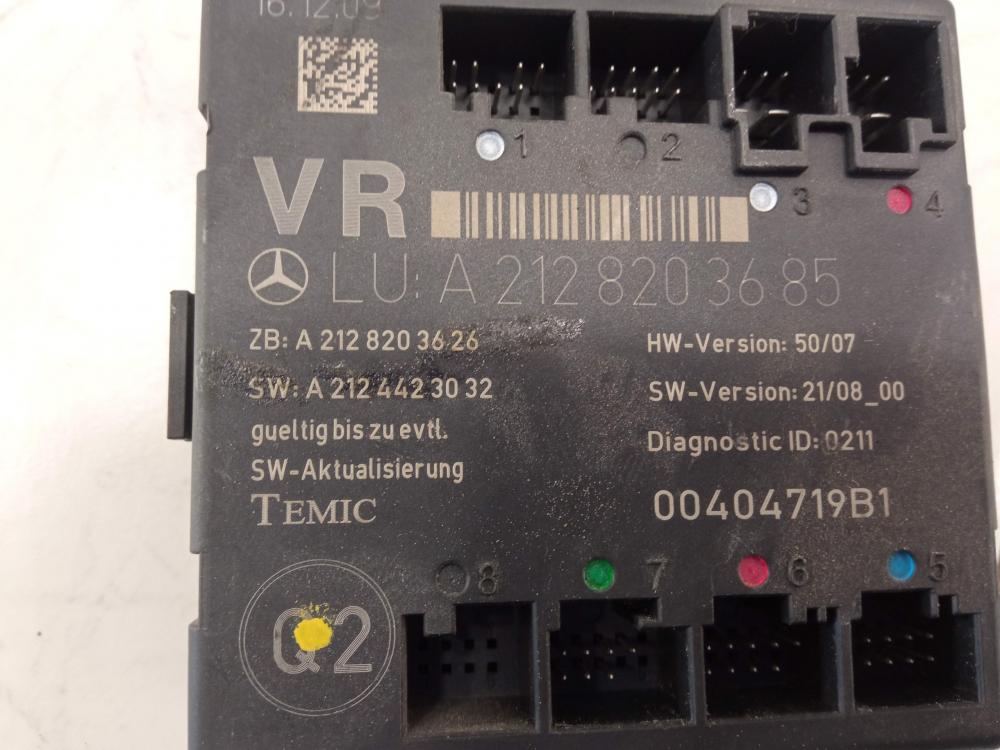 16.12.09
1
2
3
4
VR
LU: A 212 820 36 85
ZB: A 212 820 36 26
HW-Version: 50/07
SW: A 212 442 30 32
SW-Version: 21/08_00
gueltig bis zu evtl.
Diagnostic ID: 0211
SW-Aktualisierung
TEMIC
00404719B1
8
7
6
5
Q2